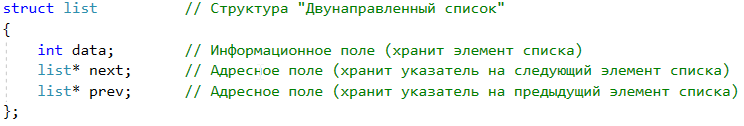 struct list // Структура "Двунаправленный список"
{
int data; // Информационное поле (хранит элемент списка)
list* next; // Адресное поле (хранит указатель на следующий элемент списка)
list* prev; // Адресное поле (хранит указатель на предыдущий элемент списка)
};